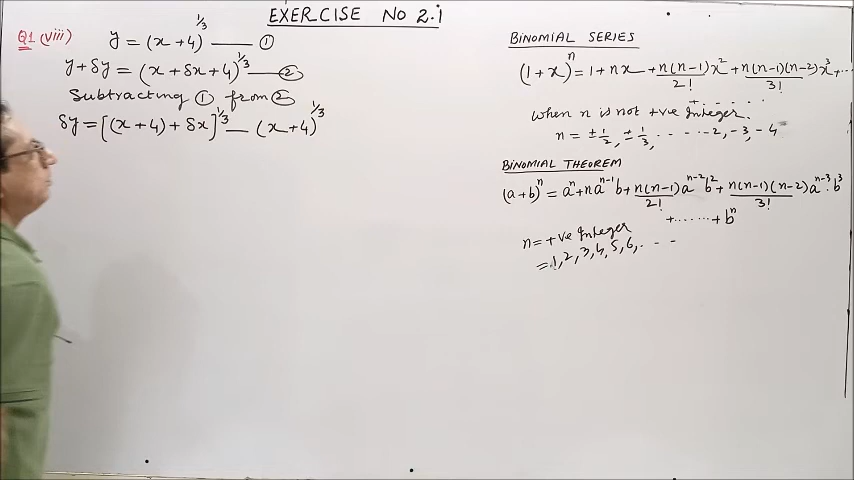 EXERCISE No 2.1
Q1 (viii) y = (x + 4)^1/3 —— ①
y + δy = (x + δx + 4)^1/3 —— ②
Subtracting ① from ②
δy = [(x + 4) + δx]^1/3 — (x + 4)^1/3
BINOMIAL SERIES
(1 + x)^n = 1 + nx + n(n-1)/2! x^2 + n(n-1)(n-2)/3! x^3 + ...
+ . . . . .
when n is not +ve Integer.
n = ± 1/2, ± 1/3, - - - - - -2, -3, -4
BINOMIAL THEOREM
(a + b)^n = a^n + na^n-1 b + n(n-1)/2! a^n-2 b^2 + n(n-1)(n-2)/3! a^n-3 . b^3
+ ....... + b^n
n = +ve Integer
= 1, 2, 3, 4, 5, 6, . - -